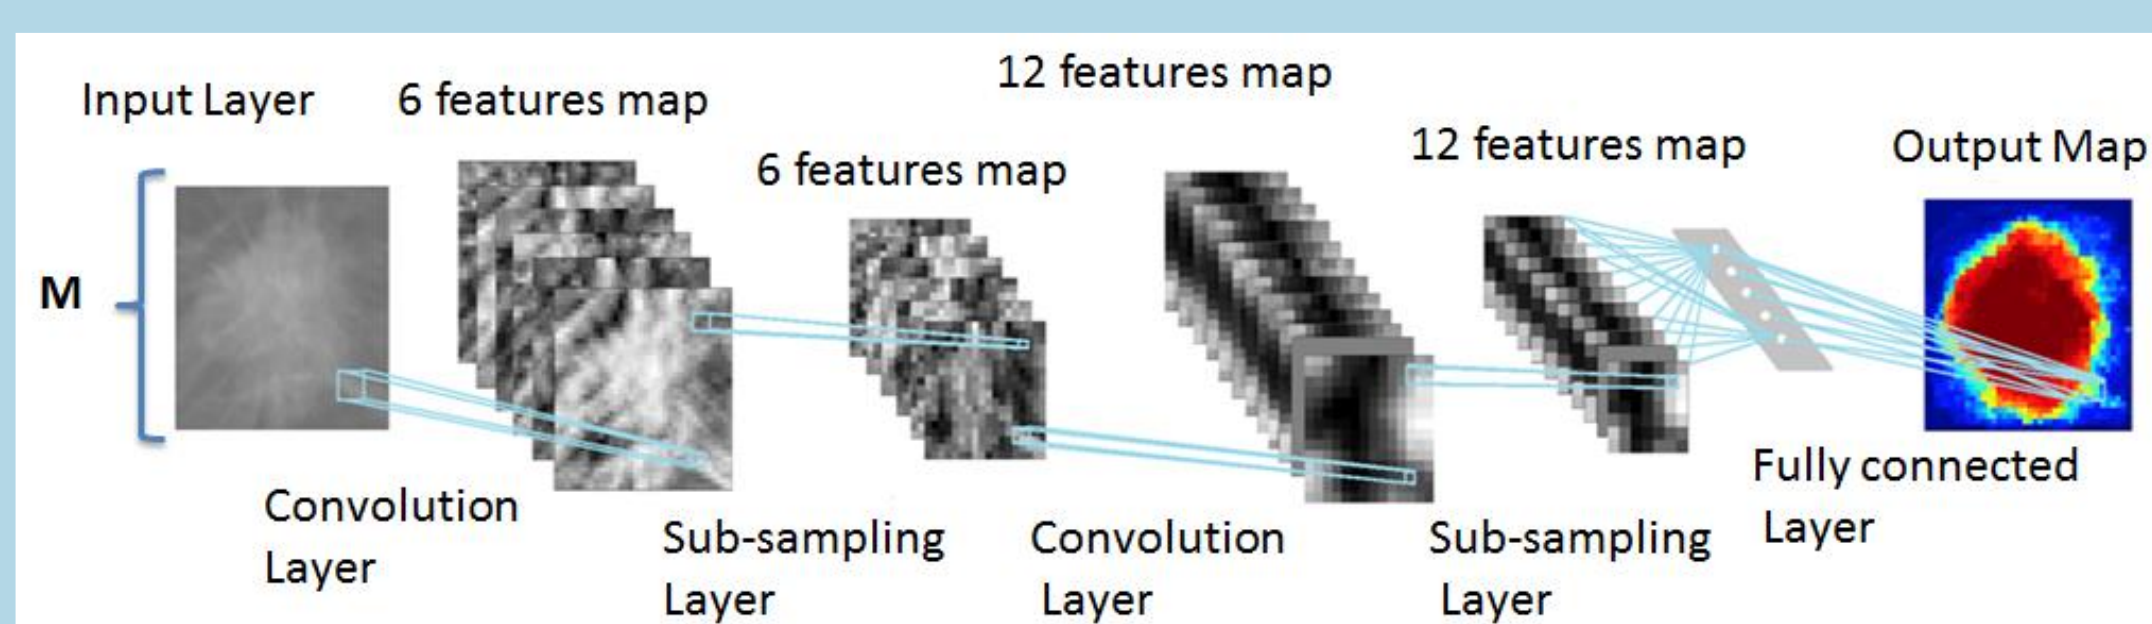 Input Layer
6 features map
6 features map
12 features map
12 features map
Output Map
M
Convolution
Layer
Sub-sampling
Layer
Convolution
Layer
Sub-sampling
Layer
Fully connected
Layer